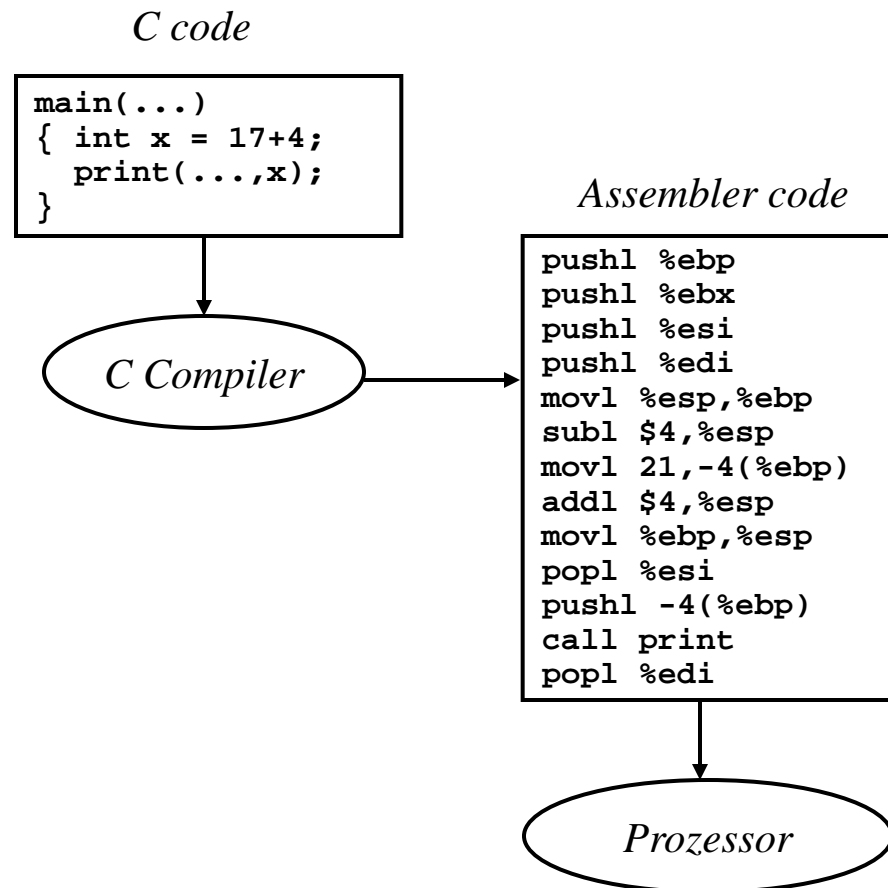 C code
main(...)
{ int x = 17+4;
  print(...,x);
}
C Compiler
Assembler code
pushl %ebp
pushl %ebx
pushl %esi
pushl %edi
movl %esp,%ebp
subl $4,%esp
movl 21,-4(%ebp)
addl $4,%esp
movl %ebp,%esp
popl %esi
pushl -4(%ebp)
call print
popl %edi
Prozessor